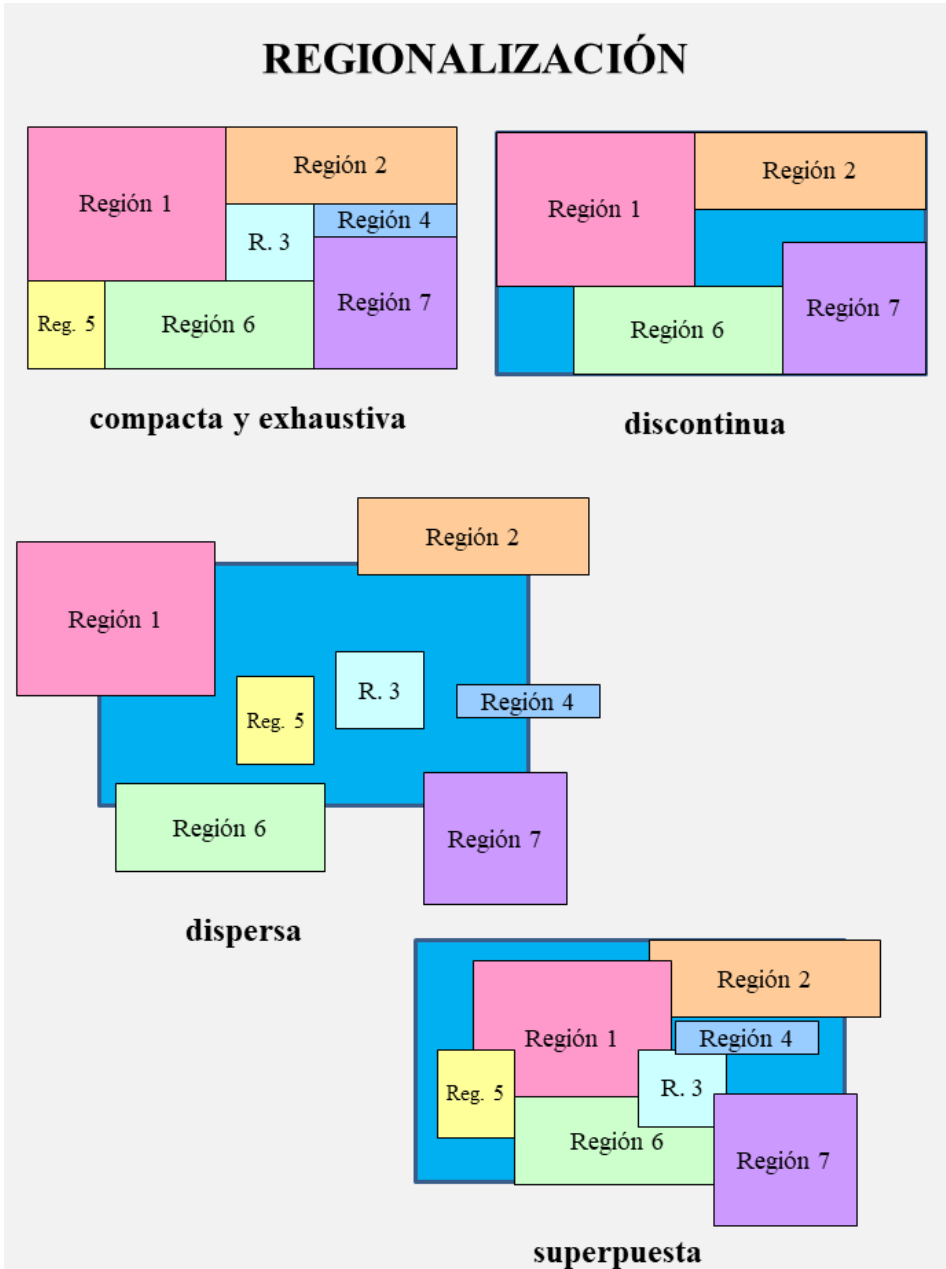 REGIONALIZACIÓN
Región 1
Región 2
R. 3
Región 4
Reg. 5
Región 6
Región 7
compacta y exhaustiva
Región 1
Región 2
Región 6
Región 7
discontinua
Región 2
Región 1
R. 3
Región 4
Reg. 5
Región 6
Región 7
dispersa
Región 2
Región 1
Región 4
Reg. 5
R. 3
Región 6
Región 7
superpuesta